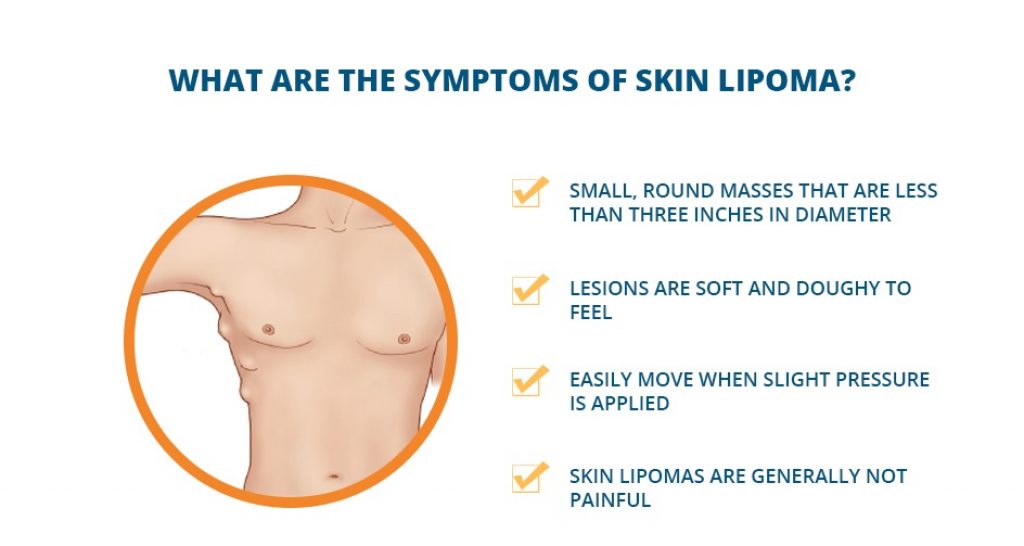 WHAT ARE THE SYMPTOMS OF SKIN LIPOMA?
SMALL, ROUND MASSES THAT ARE LESS
THAN THREE INCHES IN DIAMETER
LESIONS ARE SOFT AND DOUGHY TO
FEEL
EASILY MOVE WHEN SLIGHT PRESSURE
IS APPLIED
SKIN LIPOMAS ARE GENERALLY NOT
PAINFUL